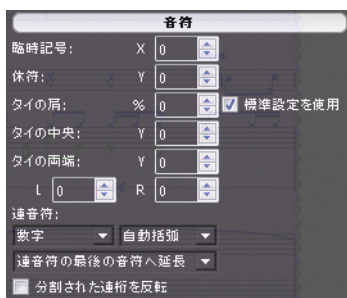 音符
臨時記号: X 0
休符: Y 0
タイの肩: % 0 標準設定を使用
タイの中央: Y 0
タイの両端: Y 0
L 0 R 0
連音符:
数字 自動括弧
連音符の最後の音符へ延長
分割された連桁を反転